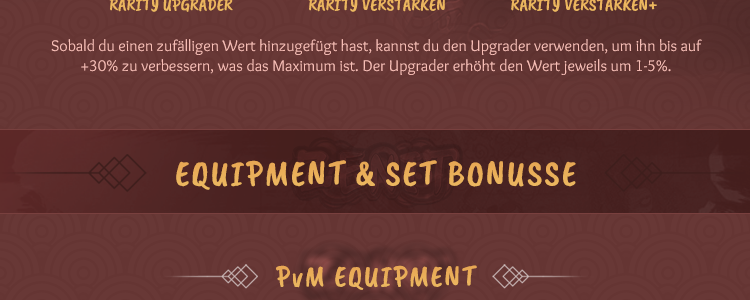 RARITY UPGRADER RARITY VERSTÄRKEN RARITY VERSTÄRKEN+
Sobald du einen zufälligen Wert hinzugefügt hast, kannst du den Upgrader verwenden, um ihn bis auf
+30% zu verbessern, was das Maximum ist. Der Upgrader erhöht den Wert jeweils um 1-5%.
EQUIPMENT & SET BONUSSE
PvM EQUIPMENT